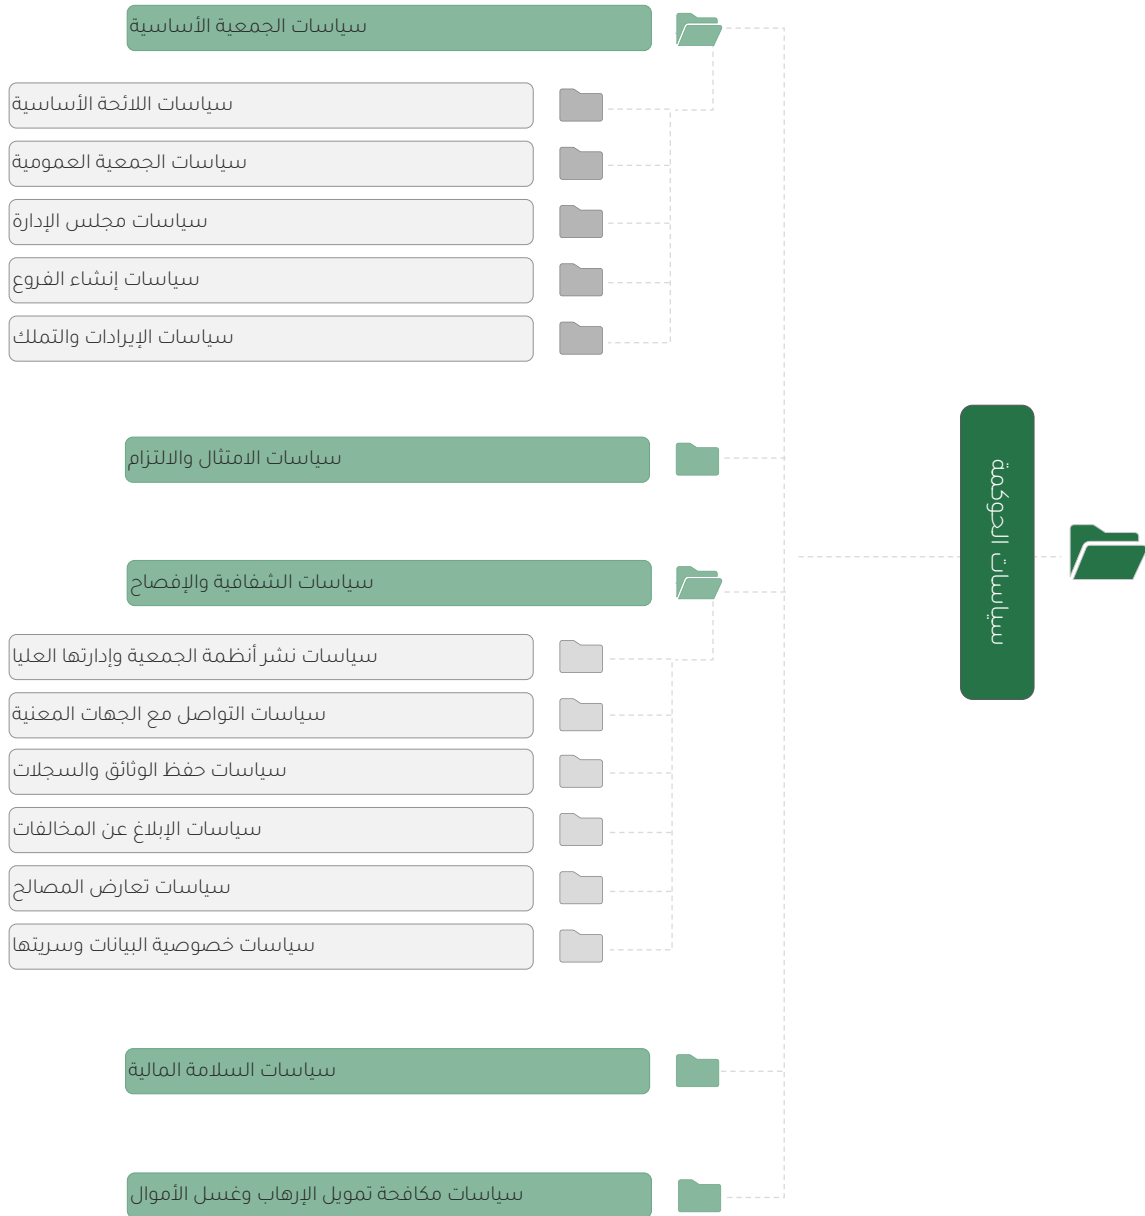 سياسات الحوكمة
سياسات الجمعية الأساسية
سياسات اللائحة الأساسية
سياسات الجمعية العمومية
سياسات مجلس الإدارة
سياسات إنشاء الفروع
سياسات الإيرادات والتملك
سياسات الامتثال والالتزام
سياسات الشفافية والإفصاح
سياسات نشر أنظمة الجمعية وإدارتها العليا
سياسات التواصل مع الجهات المعنية
سياسات حفظ الوثائق والسجلات
سياسات الإبلاغ عن المخالفات
سياسات تعارض المصالح
سياسات خصوصية البيانات وسريتها
سياسات السلامة المالية
سياسات مكافحة تمويل الإرهاب وغسل الأموال